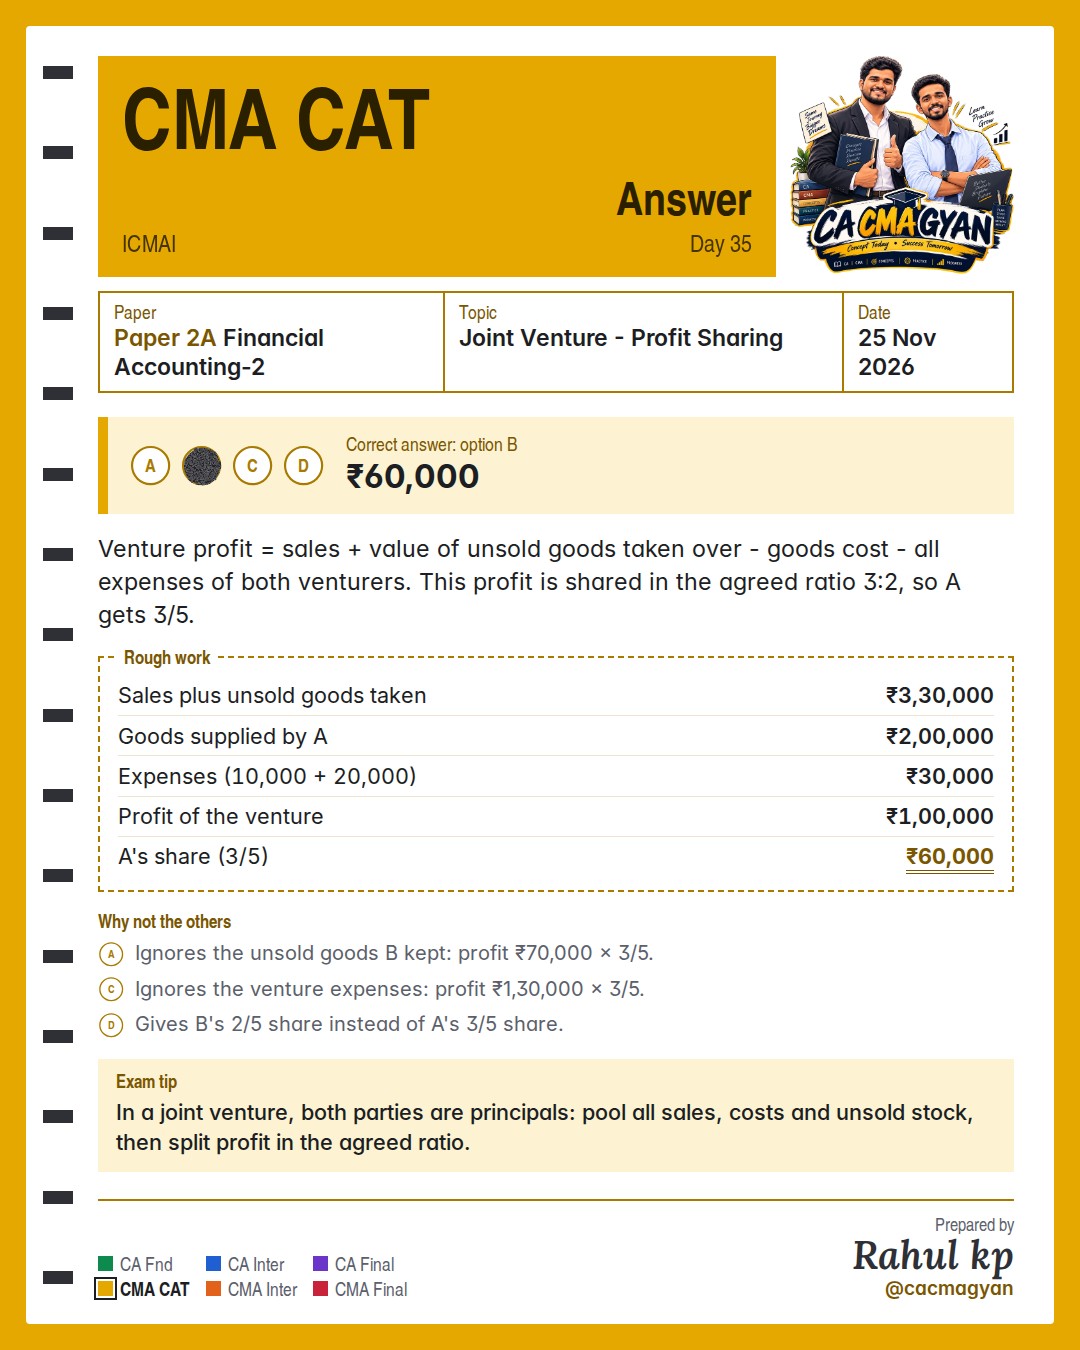 CMA CAT
Answer
ICMAI
Day 35
CA CMA GYAN
Concept Today • Success Tomorrow
Learn
Practice
Grow
Paper
Paper 2A Financial
Accounting-2
Topic
Joint Venture - Profit Sharing
Date
25 Nov
2026
A
C
D
Correct answer: option B
₹60,000
Venture profit = sales + value of unsold goods taken over - goods cost - all
expenses of both venturers. This profit is shared in the agreed ratio 3:2, so A
gets 3/5.
Rough work
Sales plus unsold goods taken ₹3,30,000
Goods supplied by A ₹2,00,000
Expenses (10,000 + 20,000) ₹30,000
Profit of the venture ₹1,00,000
A's share (3/5) ₹60,000
Why not the others
A Ignores the unsold goods B kept: profit ₹70,000 × 3/5.
C Ignores the venture expenses: profit ₹1,30,000 × 3/5.
D Gives B's 2/5 share instead of A's 3/5 share.
Exam tip
In a joint venture, both parties are principals: pool all sales, costs and unsold stock,
then split profit in the agreed ratio.
Prepared by
Rahul kp
@cacmagyan
CA Fnd CA Inter CA Final
CMA CAT CMA Inter CMA Final